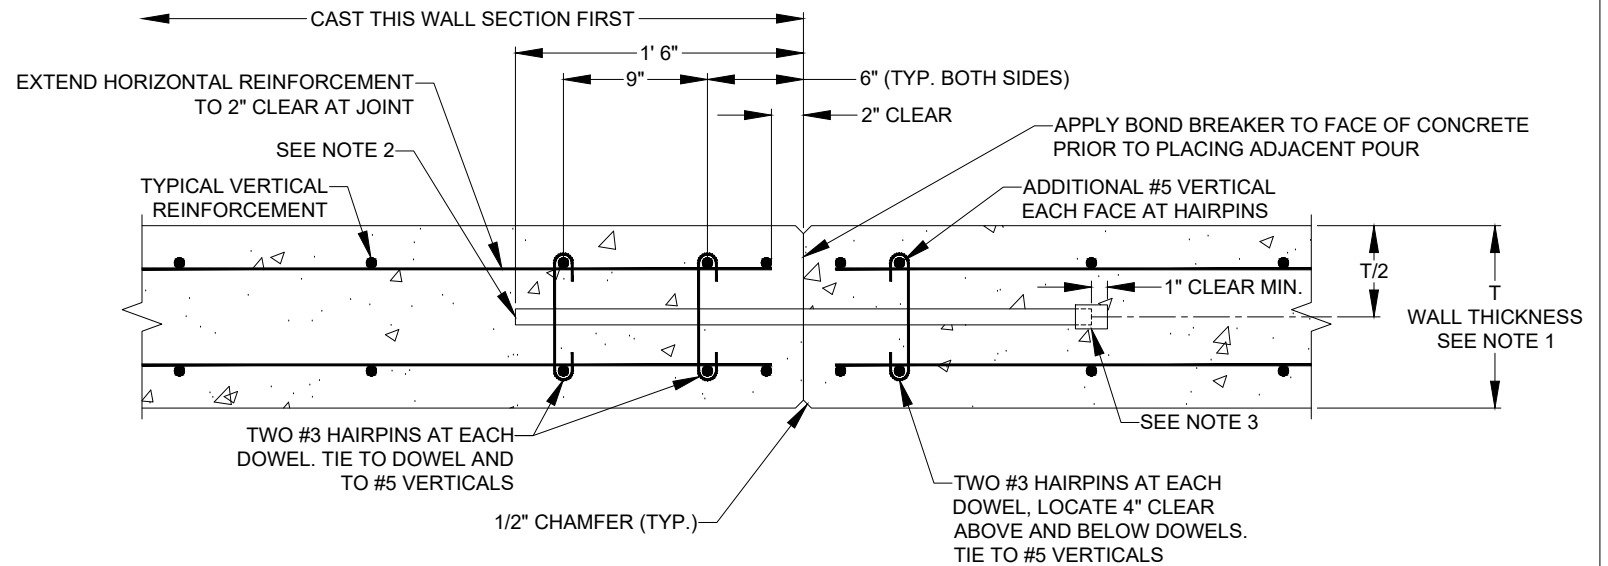 CAST THIS WALL SECTION FIRST
1' 6"
9"
6" (TYP. BOTH SIDES)
EXTEND HORIZONTAL REINFORCEMENT
TO 2" CLEAR AT JOINT
2" CLEAR
APPLY BOND BREAKER TO FACE OF CONCRETE
PRIOR TO PLACING ADJACENT POUR
SEE NOTE 2
TYPICAL VERTICAL
REINFORCEMENT
ADDITIONAL #5 VERTICAL
EACH FACE AT HAIRPINS
T/2
1" CLEAR MIN.
T
WALL THICKNESS
SEE NOTE 1
SEE NOTE 3
TWO #3 HAIRPINS AT EACH
DOWEL. TIE TO DOWEL AND
TO #5 VERTICALS
1/2" CHAMFER (TYP.)
TWO #3 HAIRPINS AT EACH
DOWEL, LOCATE 4" CLEAR
ABOVE AND BELOW DOWELS.
TIE TO #5 VERTICALS